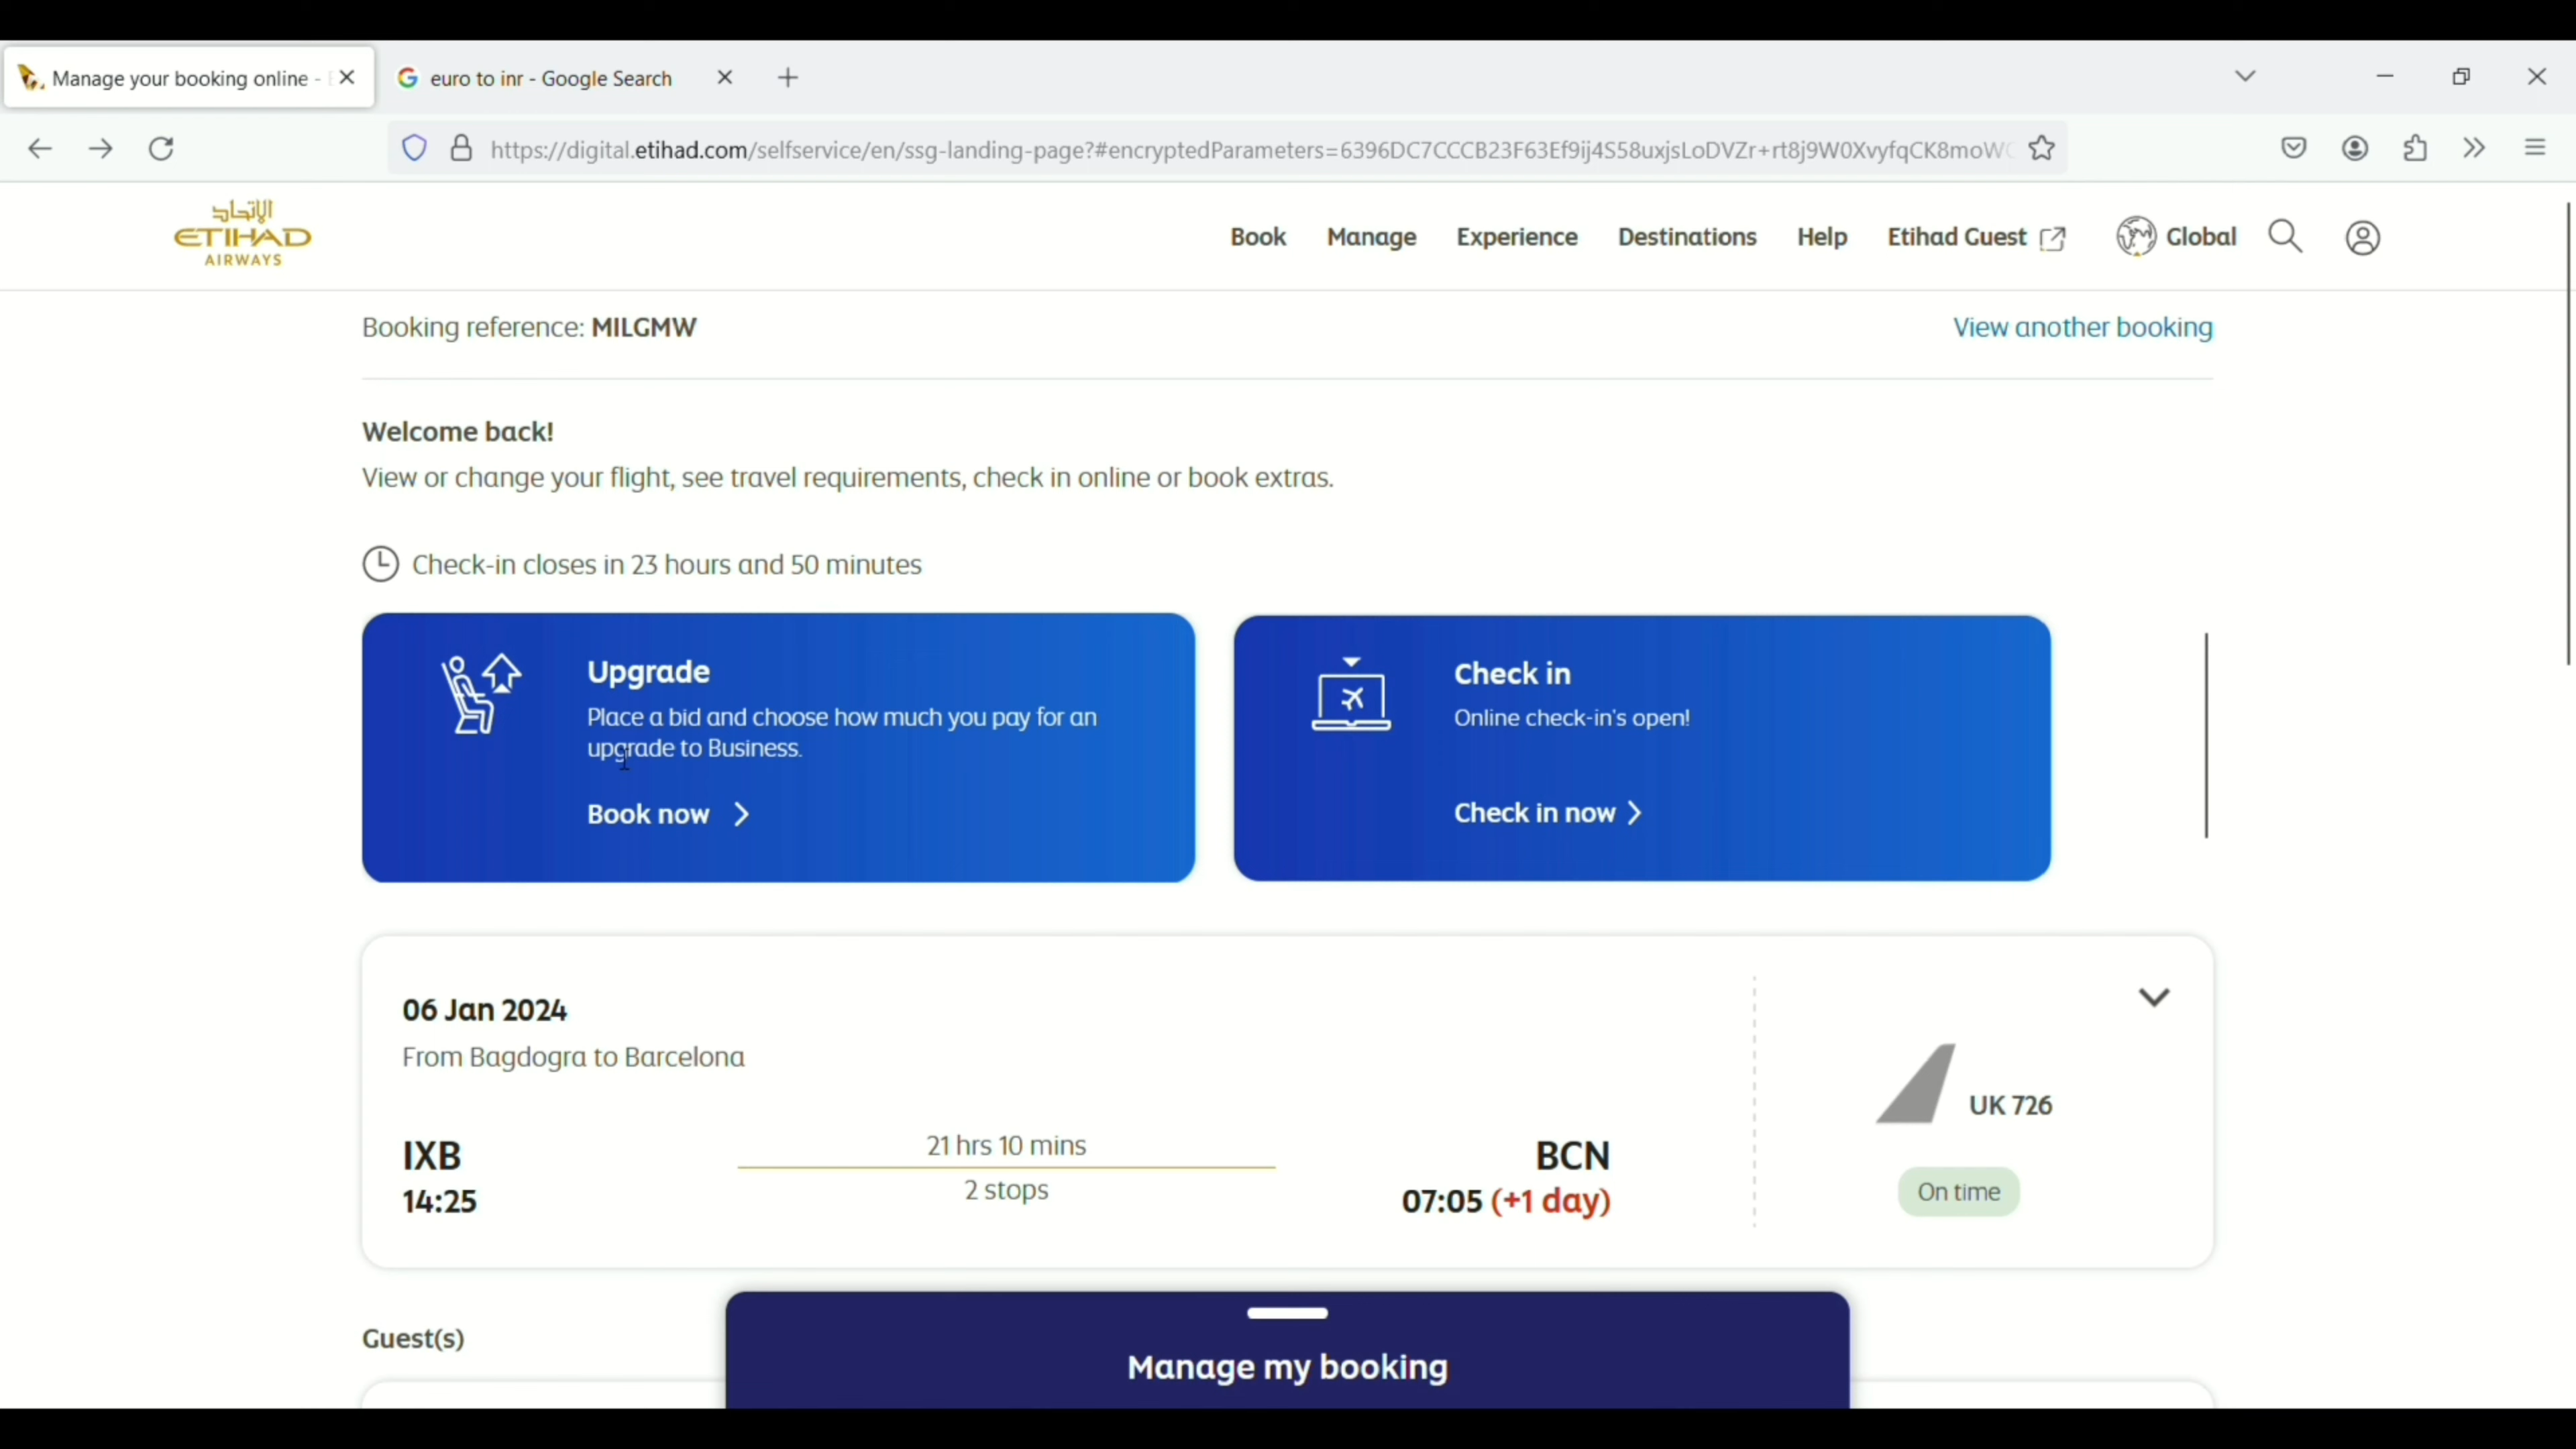 Manage your booking online -
euro to inr - Google Search
https://digital.etihad.com/selfservice/en/ssg-landing-page?#encryptedParameters=6396DC7CCCB23F63Ef9ij4S58uxjsLoDVZr+rt8j9W0XvyfqCK8moW
الإتحاد
ETIHAD
AIRWAYS
Book Manage Experience Destinations Help Etihad Guest Global
Booking reference: MILGMW
View another booking
Welcome back!
View or change your flight, see travel requirements, check in online or book extras.
Check-in closes in 23 hours and 50 minutes
Upgrade
Place a bid and choose how much you pay for an
upgrade to Business.
Book now
Check in
Online check-in's open!
Check in now
06 Jan 2024
From Bagdogra to Barcelona
IXB
14:25
21 hrs 10 mins
2 stops
BCN
07:05 (+1 day)
UK 726
On time
Guest(s)
Manage my booking